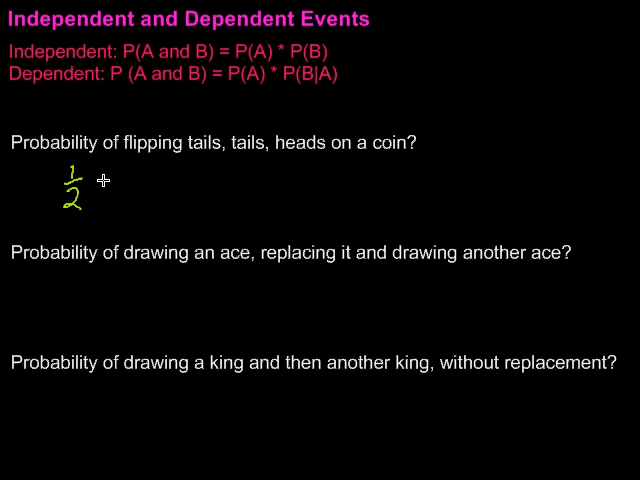 Independent and Dependent Events
Independent: P(A and B) = P(A) * P(B)
Dependent: P (A and B) = P(A) * P(B|A)
Probability of flipping tails, tails, heads on a coin?
1
2
Probability of drawing an ace, replacing it and drawing another ace?
Probability of drawing a king and then another king, without replacement?